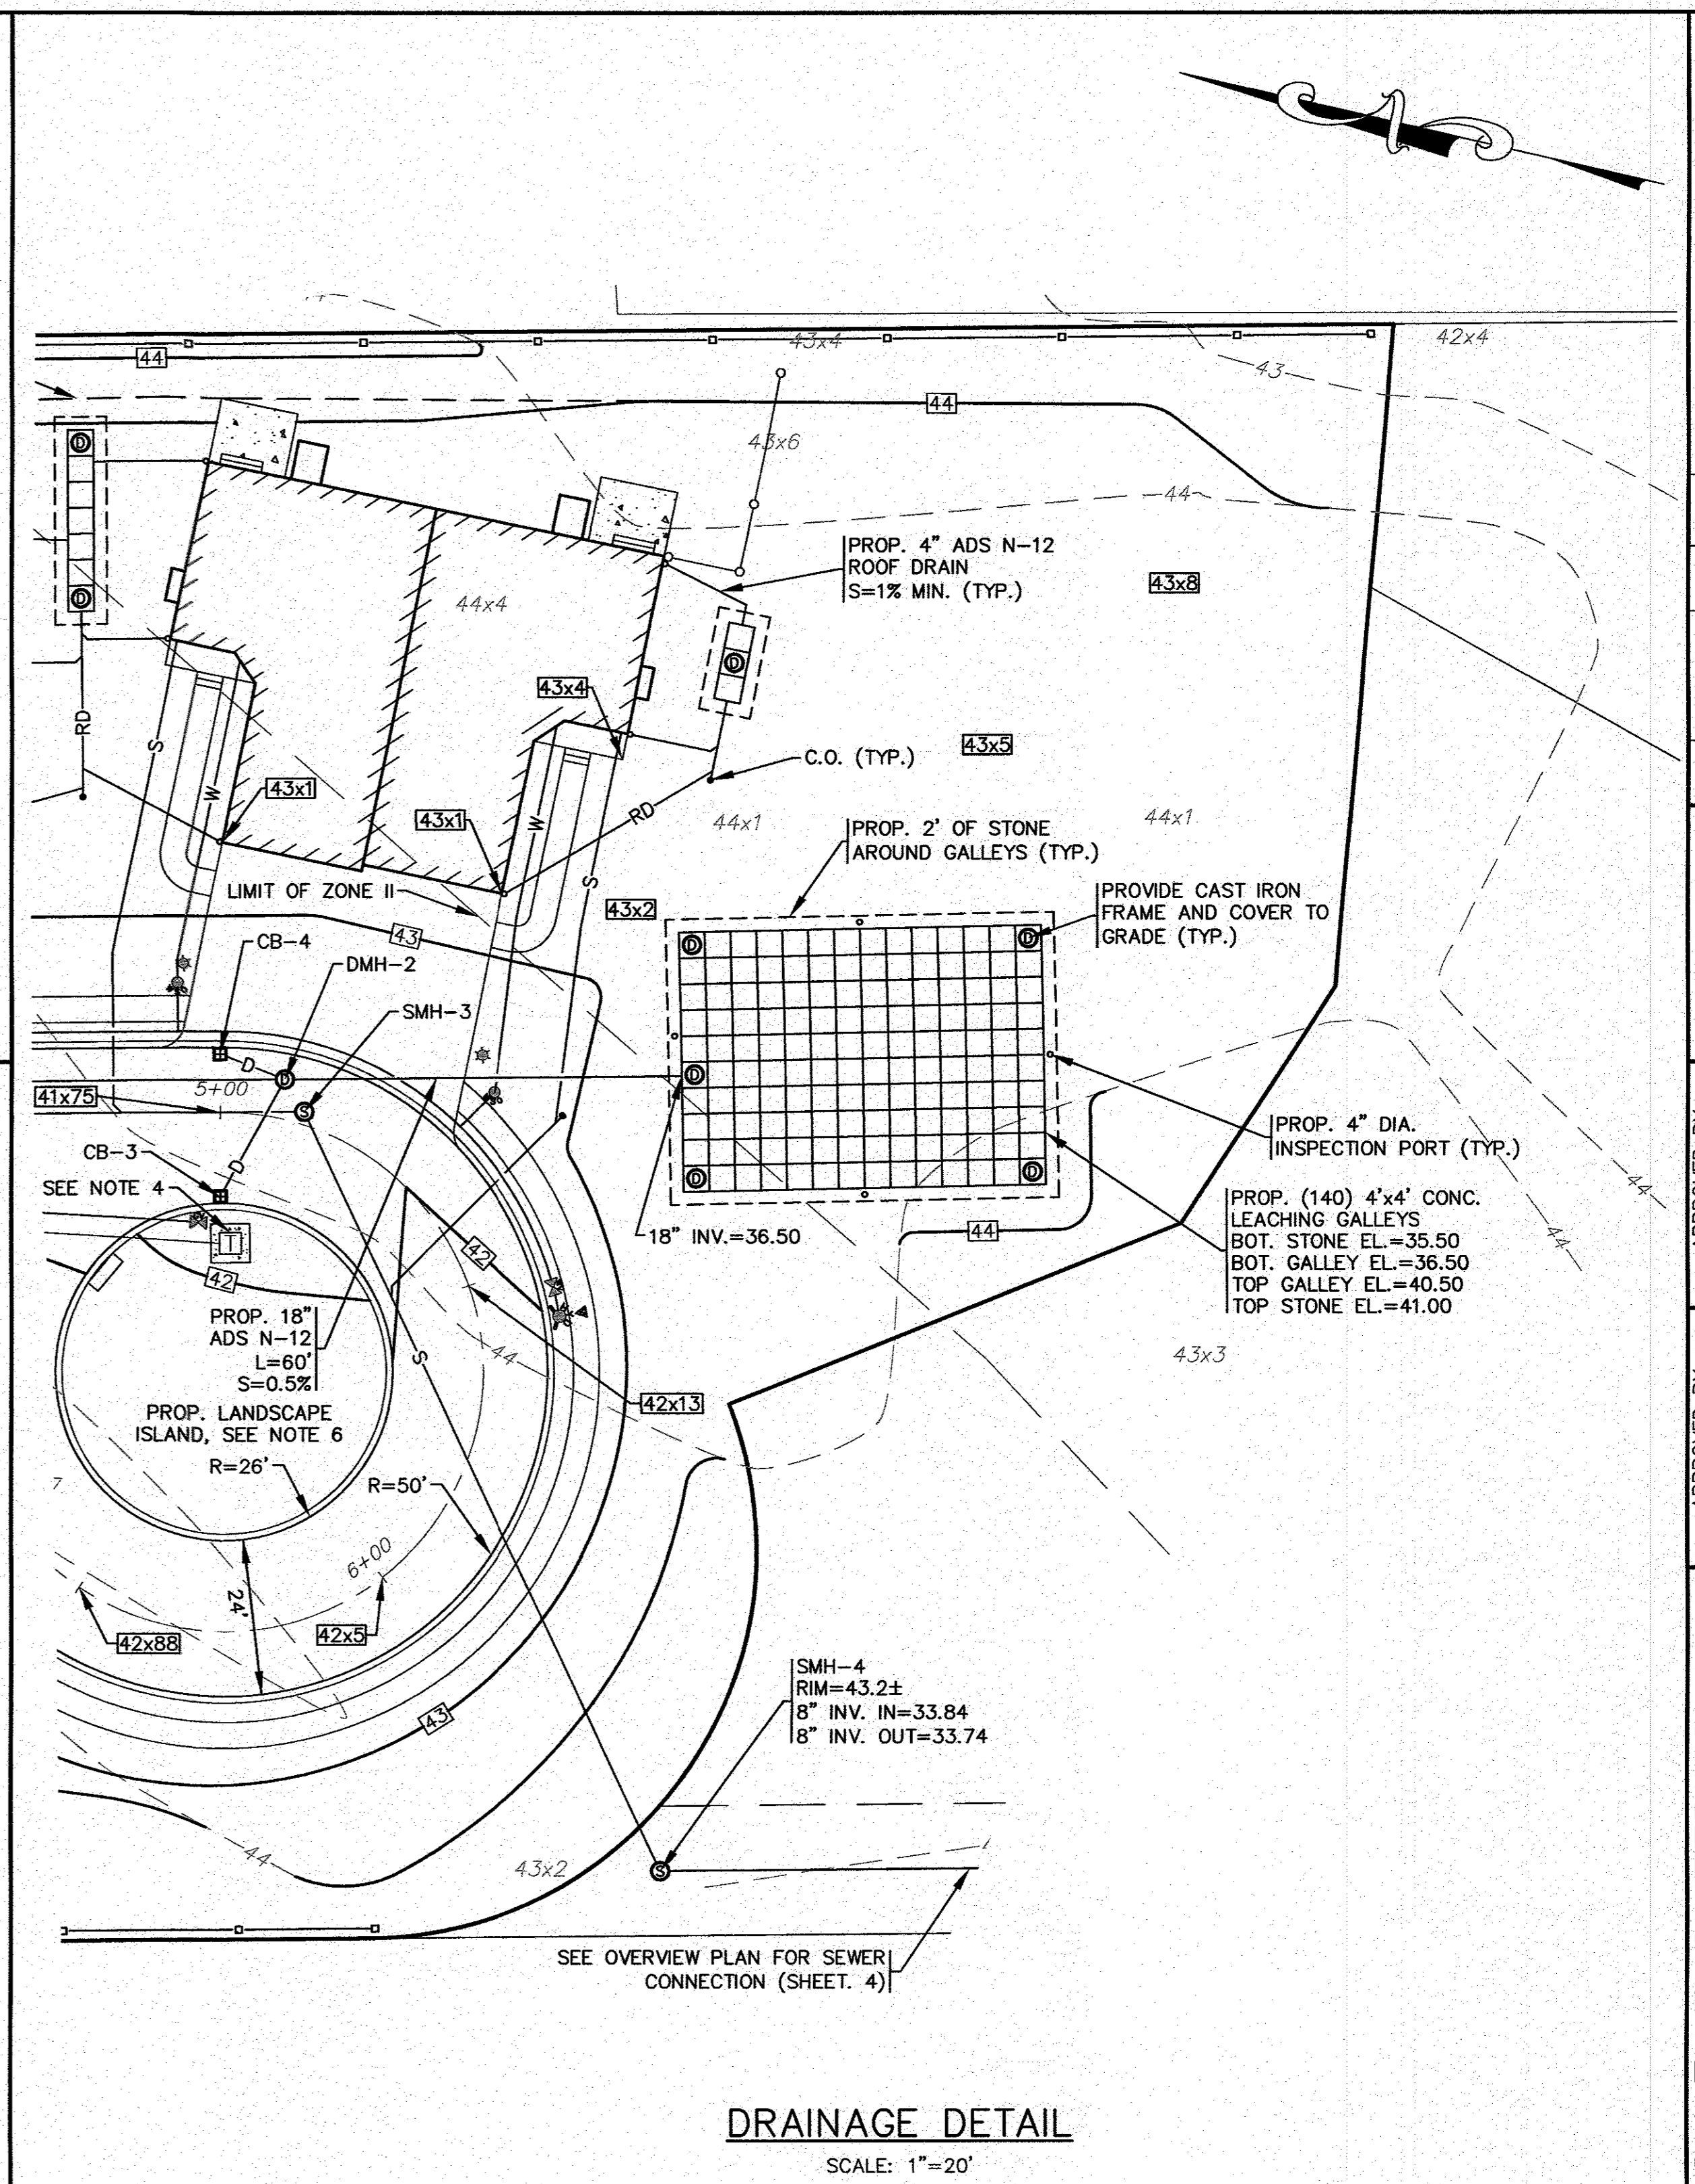 43x4
42x4
44
43
44
43x6
44
D
PROP. 4" ADS N-12
ROOF DRAIN
S=1% MIN. (TYP.)
43x8
D
44x4
D
43x4
43x5
RD
S
C.O. (TYP.)
43x1
W
43x1
W
RD
44x1
44x1
PROP. 2' OF STONE
AROUND GALLEYS (TYP.)
LIMIT OF ZONE II
S
43x2
PROVIDE CAST IRON
FRAME AND COVER TO
GRADE (TYP.)
43
CB-4
D
D
DMH-2
SMH-3
D
D
D
5+00
41x75
S
PROP. 4" DIA.
INSPECTION PORT (TYP.)
CB-3
D
SEE NOTE 4
D
D
T
PROP. (140) 4'x4' CONC.
LEACHING GALLEYS
BOT. STONE EL.=35.50
BOT. GALLEY EL.=36.50
TOP GALLEY EL.=40.50
TOP STONE EL.=41.00
44
44
44
18" INV.=36.50
42
42
PROP. 18"
ADS N-12
L=60'
S=0.5%
S
44
43x3
42x13
PROP. LANDSCAPE
ISLAND, SEE NOTE 6
R=26'
R=50'
7
6+00
24'
42x88
42x5
43
SMH-4
RIM=43.2±
8" INV. IN=33.84
8" INV. OUT=33.74
44
43x2
S
SEE OVERVIEW PLAN FOR SEWER
CONNECTION (SHEET. 4)
DRAINAGE DETAIL
SCALE: 1"=20'